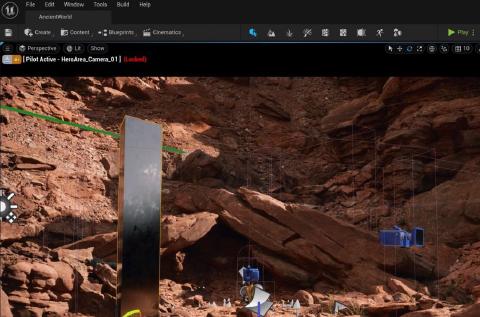 File Edit Window Tools Build Help
AncientWorld
Create Content Blueprints Cinematics Play
Perspective Lit Show 10
[ Pilot Active - HeroArea_Camera_01 ] (Locked)